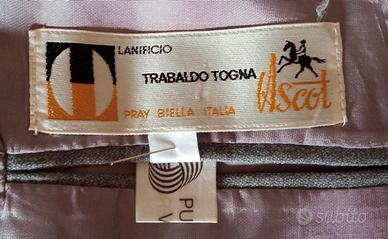 LANIFICIO
TRABALDO TOGNA
Ascot
PRAY BIELLA ITALIA
PU
V
subito